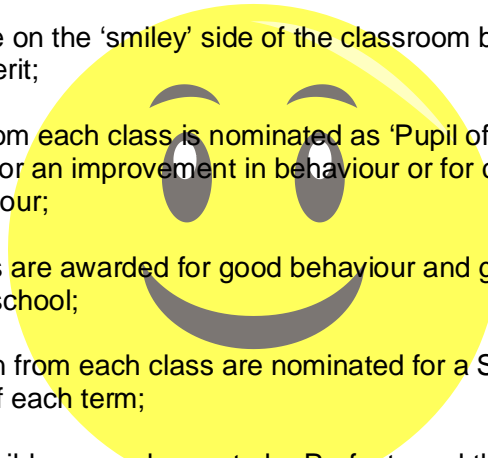 e on the ‘smiley’ side of the classroom b
erit;
om each class is nominated as ‘Pupil of
or an improvement in behaviour or for o
our;
s are awarded for good behaviour and g
school;
n from each class are nominated for a S
f each term;